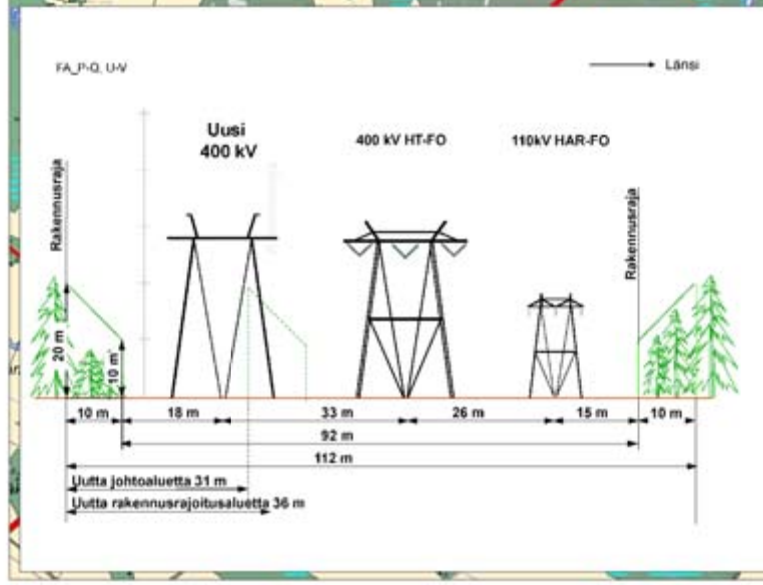 FA_P-Q, U-V
Länsi
Uusi
400 kV
400 kV HT-FO
110kV HAR-FO
Rakennusraja
Rakennusraja
20 m
10 m
10 m
18 m
33 m
26 m
15 m
10 m
92 m
112 m
Uutta johtoaluetta 31 m
Uutta rakennusrajoitusaluetta 36 m